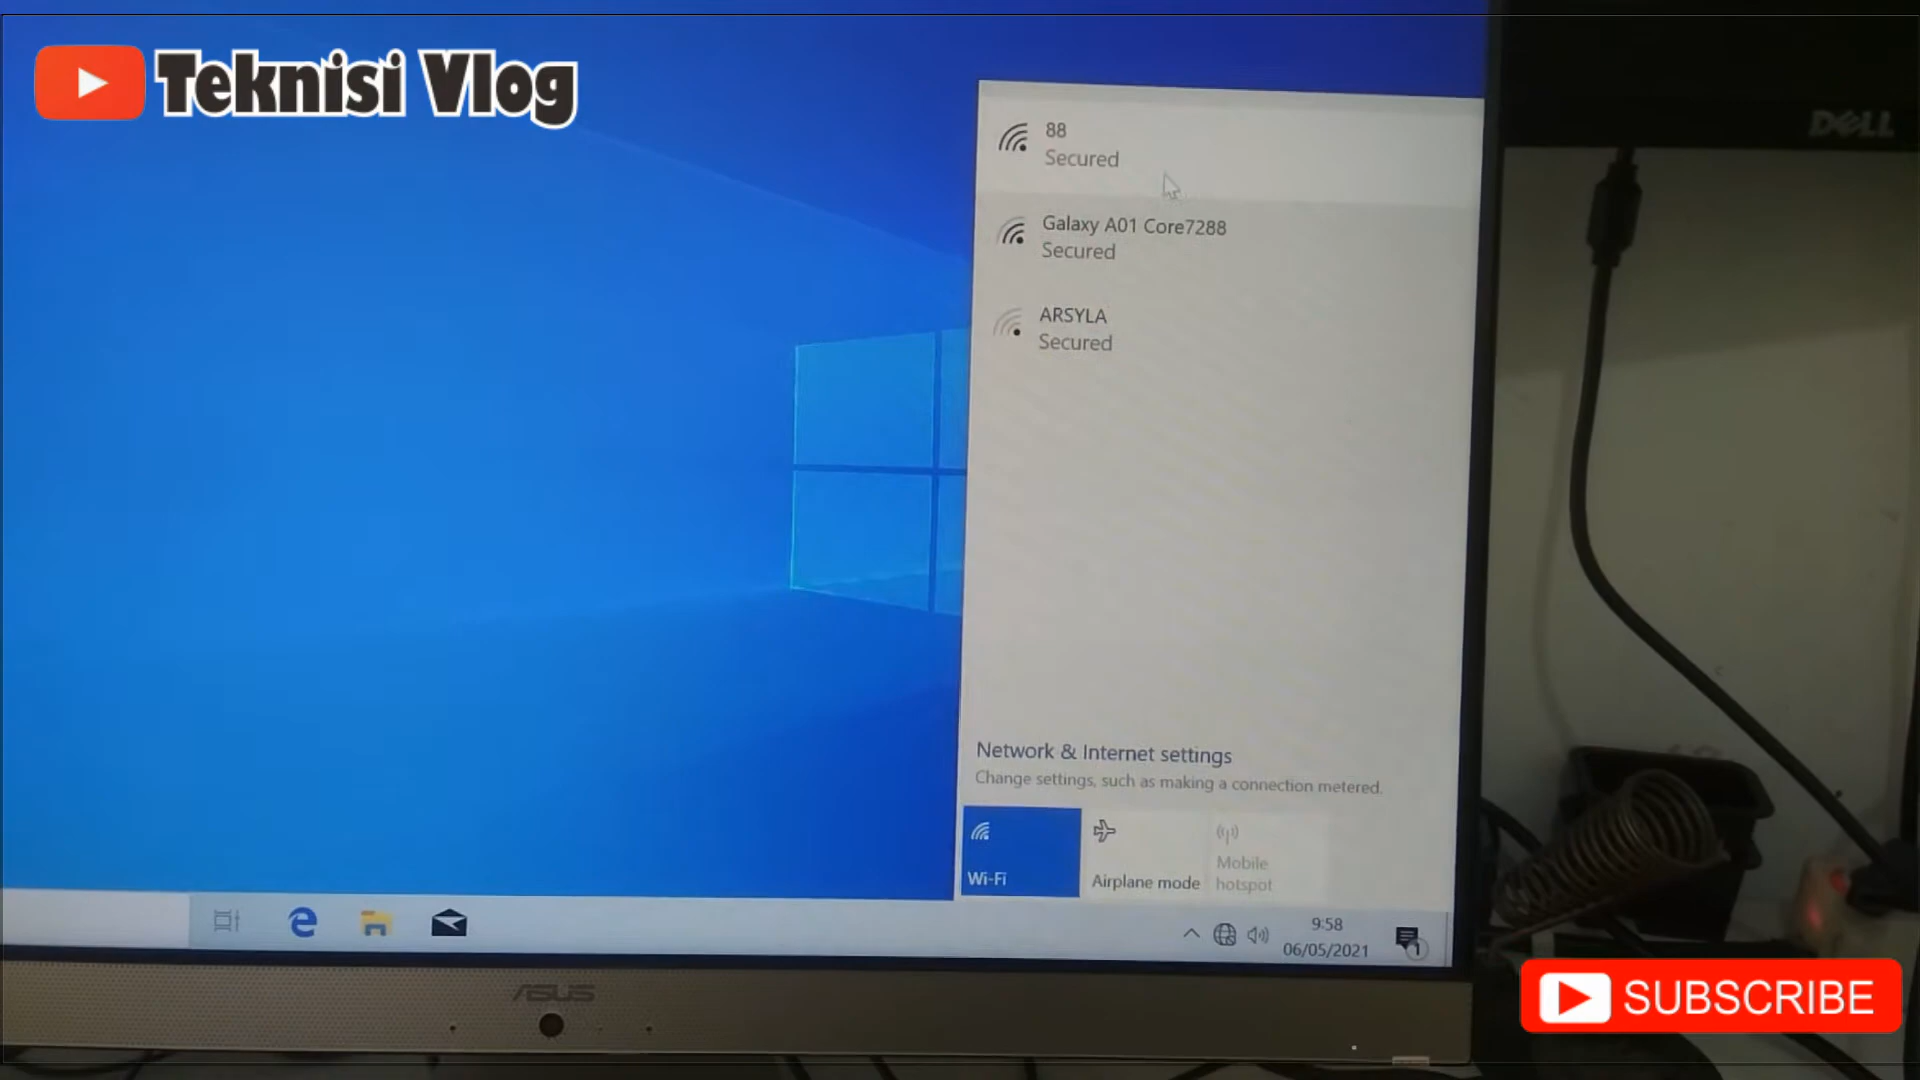 Teknisi Vlog
DELL
88
Secured
Galaxy A01 Core7288
Secured
ARSYLA
Secured
Network & Internet settings
Change settings, such as making a connection metered.
Wi-Fi
Airplane mode
Mobile
hotspot
9:58
06/05/2021
1
ASUS
SUBSCRIBE